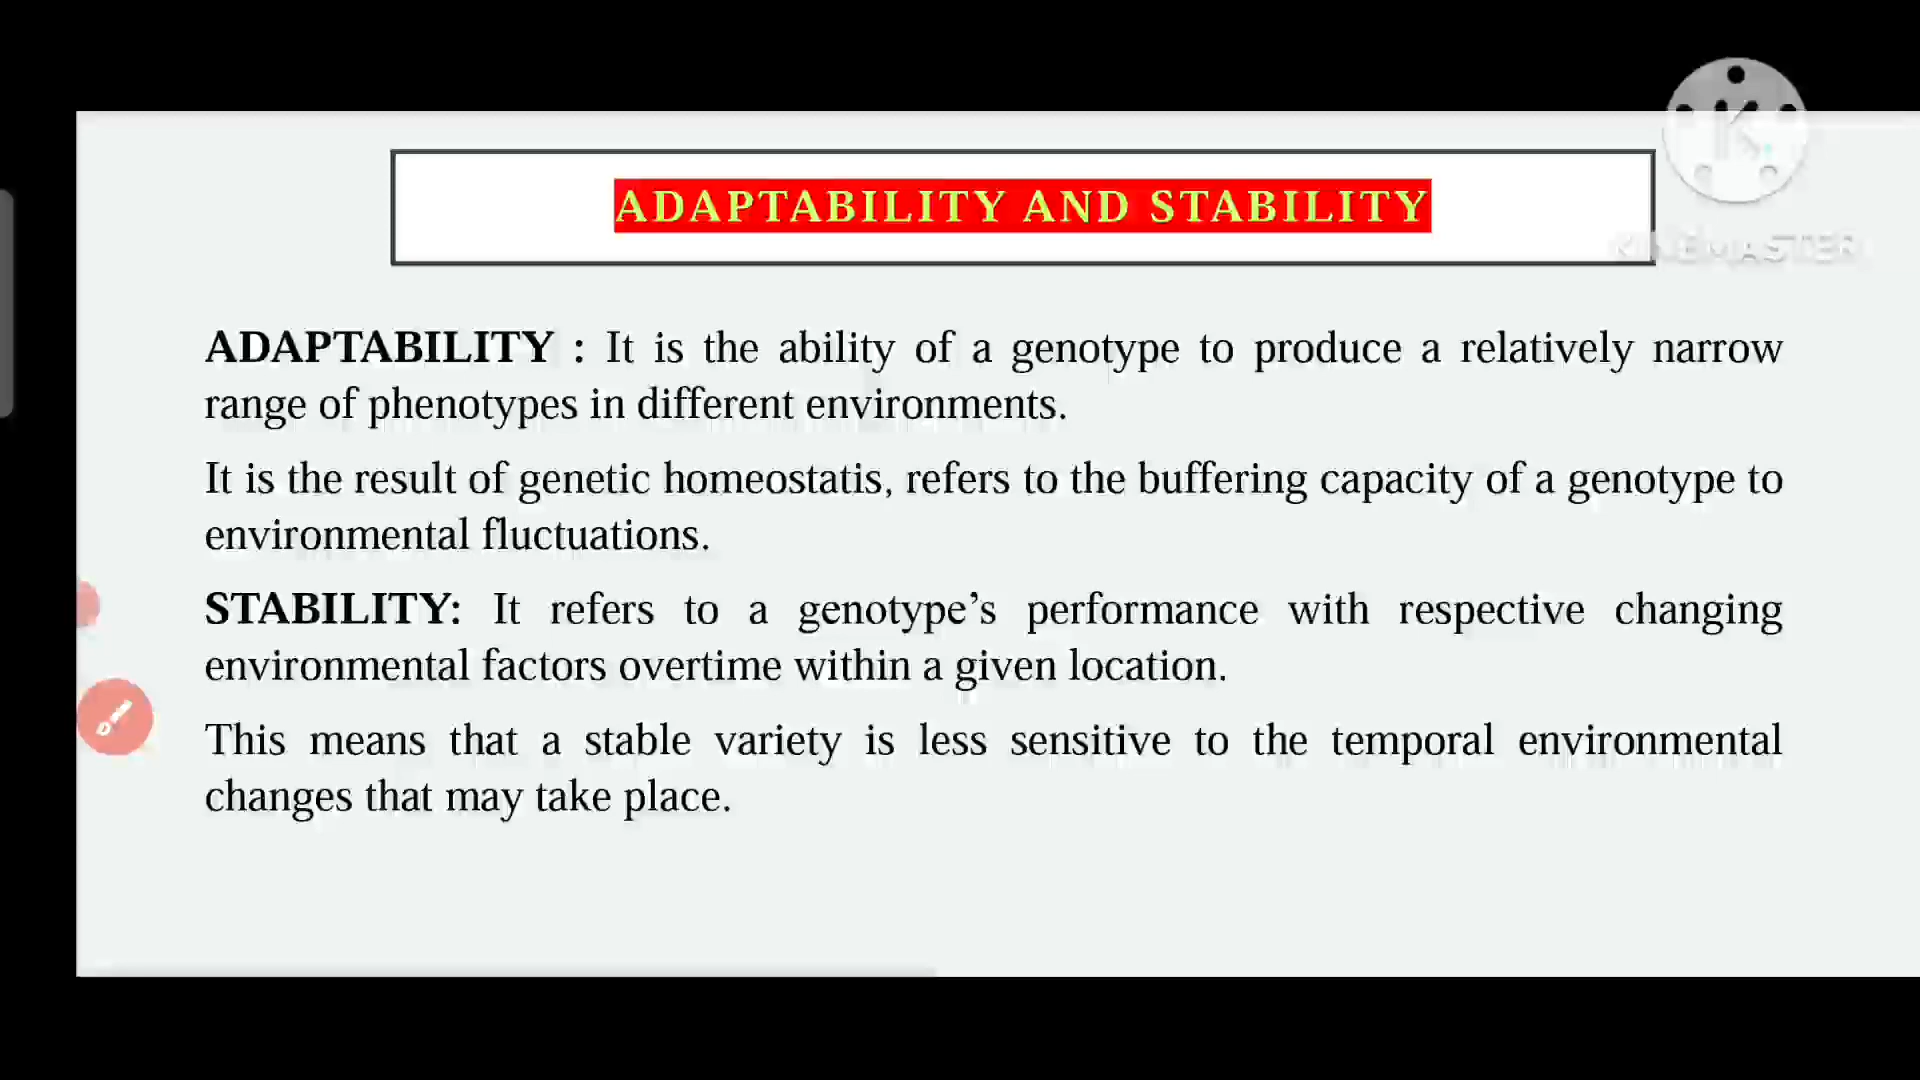 ADAPTABILITY AND STABILITY
KINEMASTER
ADAPTABILITY : It is the ability of a genotype to produce a relatively narrow
range of phenotypes in different environments.
It is the result of genetic homeostatis, refers to the buffering capacity of a genotype to
environmental fluctuations.
STABILITY: It refers to a genotype’s performance with respective changing
environmental factors overtime within a given location.
This means that a stable variety is less sensitive to the temporal environmental
changes that may take place.